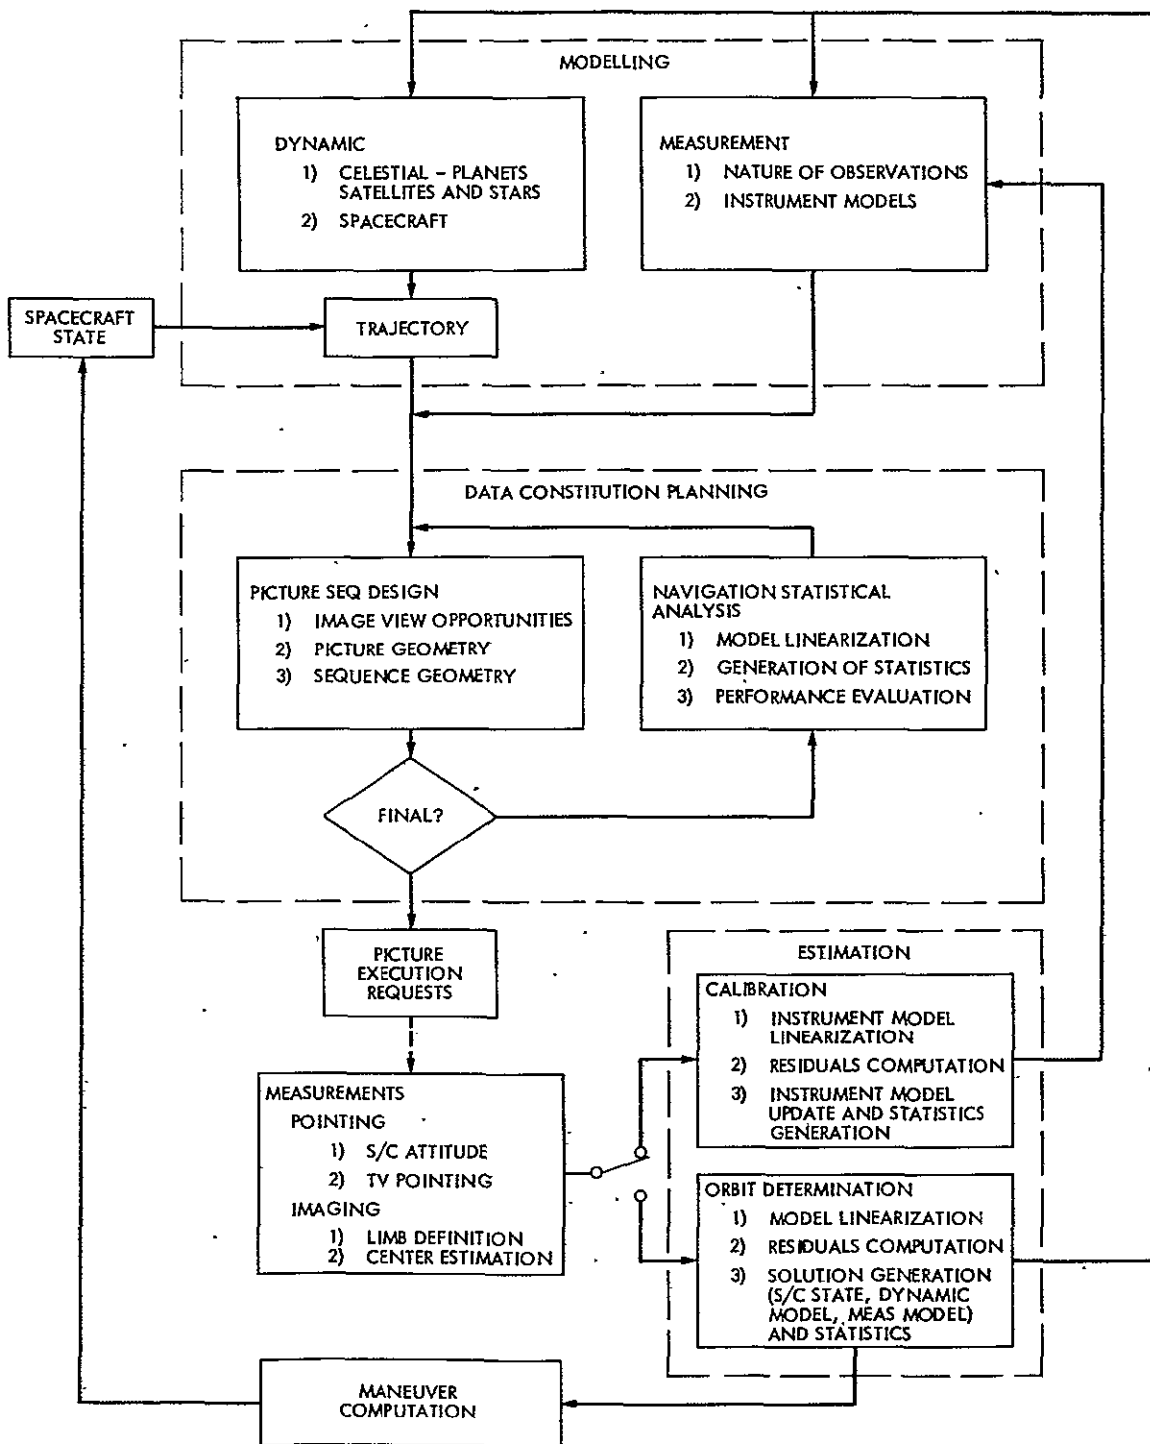 MODELLING
DYNAMIC
1) CELESTIAL - PLANETS
SATELLITES AND STARS
2) SPACECRAFT
MEASUREMENT
1) NATURE OF OBSERVATIONS
2) INSTRUMENT MODELS
SPACECRAFT
STATE
TRAJECTORY
DATA CONSTITUTION PLANNING
PICTURE SEQ DESIGN
1) IMAGE VIEW OPPORTUNITIES
2) PICTURE GEOMETRY
3) SEQUENCE GEOMETRY
NAVIGATION STATISTICAL
ANALYSIS
1) MODEL LINEARIZATION
2) GENERATION OF STATISTICS
3) PERFORMANCE EVALUATION
FINAL?
PICTURE
EXECUTION
REQUESTS
ESTIMATION
CALIBRATION
1) INSTRUMENT MODEL
LINEARIZATION
2) RESIDUALS COMPUTATION
3) INSTRUMENT MODEL
UPDATE AND STATISTICS
GENERATION
MEASUREMENTS
POINTING
1) S/C ATTITUDE
2) TV POINTING
IMAGING
1) LIMB DEFINITION
2) CENTER ESTIMATION
ORBIT DETERMINATION
1) MODEL LINEARIZATION
2) RESIDUALS COMPUTATION
3) SOLUTION GENERATION
(S/C STATE, DYNAMIC
MODEL, MEAS MODEL)
AND STATISTICS
MANEUVER
COMPUTATION